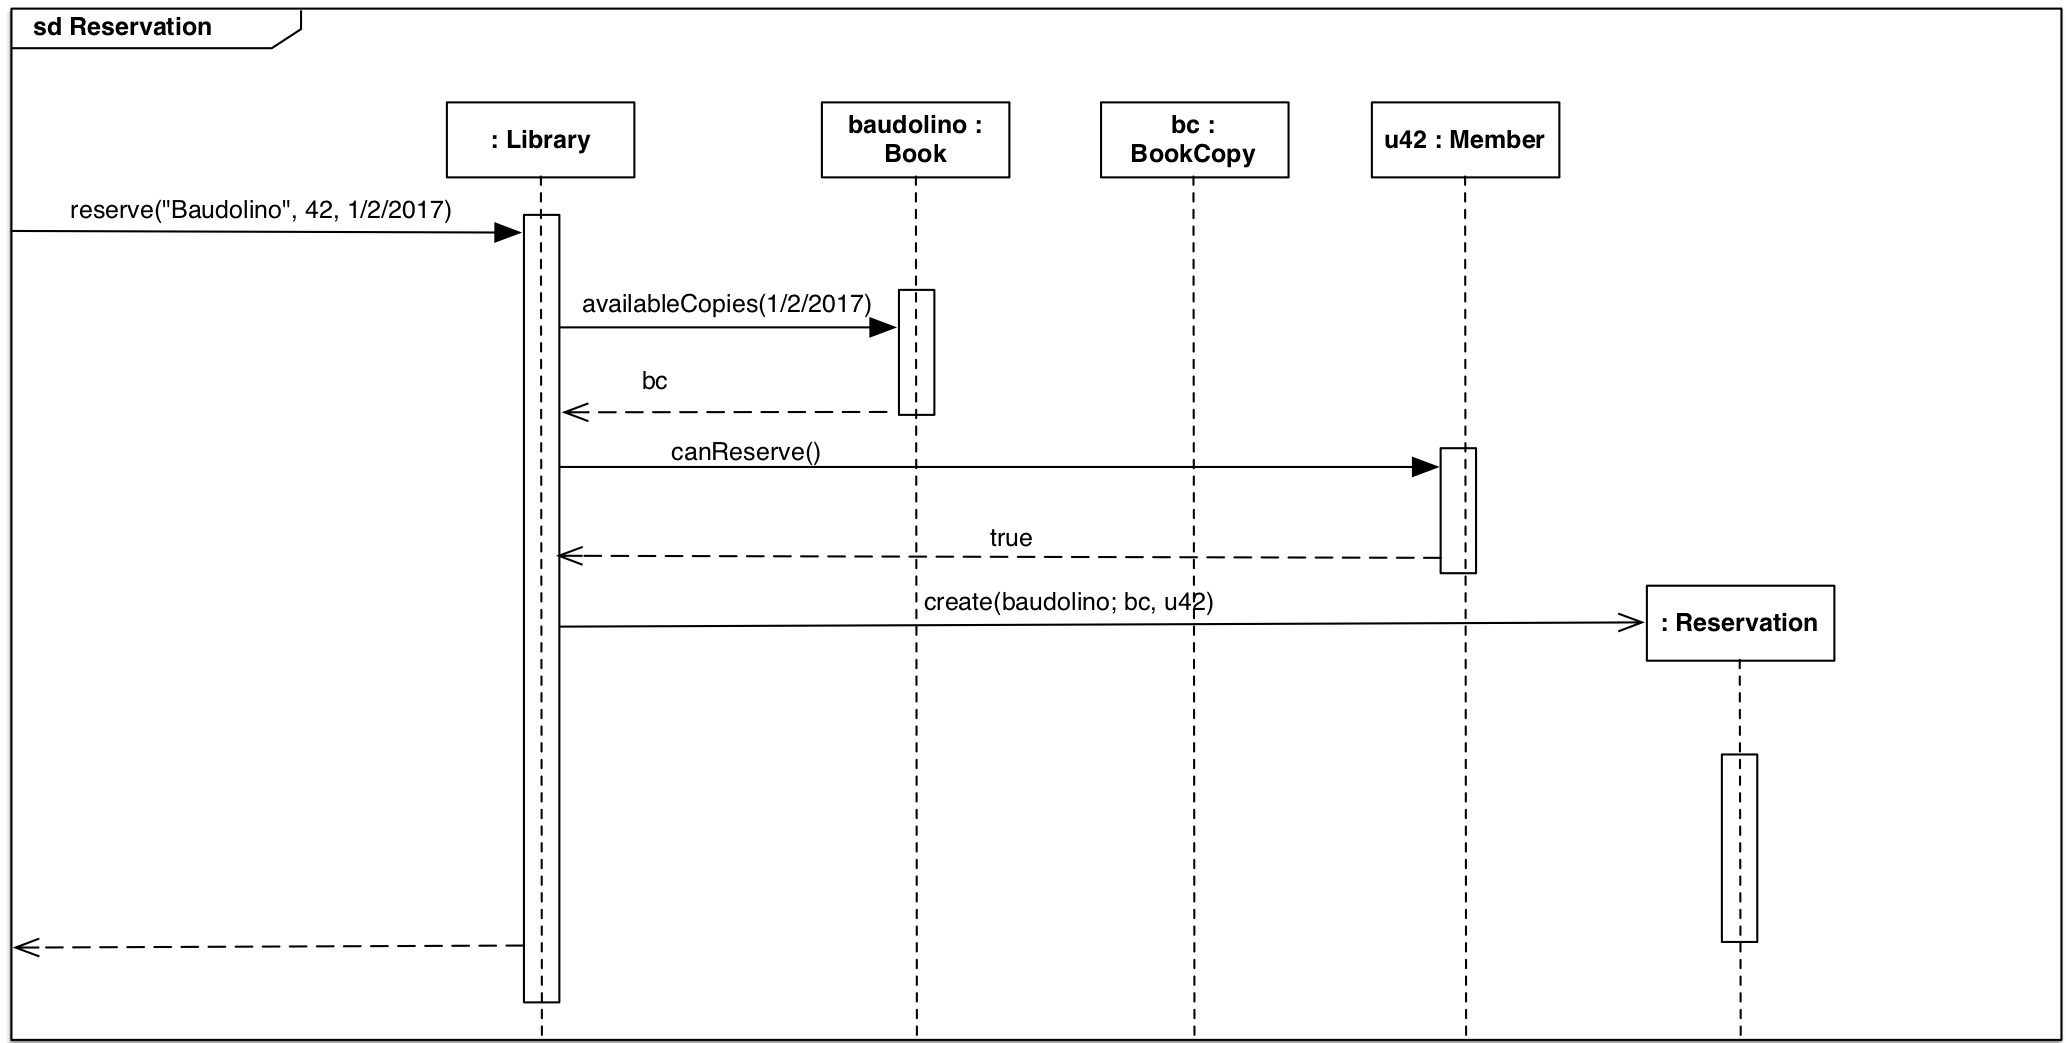 sd Reservation
: Library
baudolino :
Book
bc :
BookCopy
u42 : Member
reserve("Baudolino", 42, 1/2/2017)
availableCopies(1/2/2017)
bc
canReserve()
true
create(baudolino; bc, u42)
: Reservation